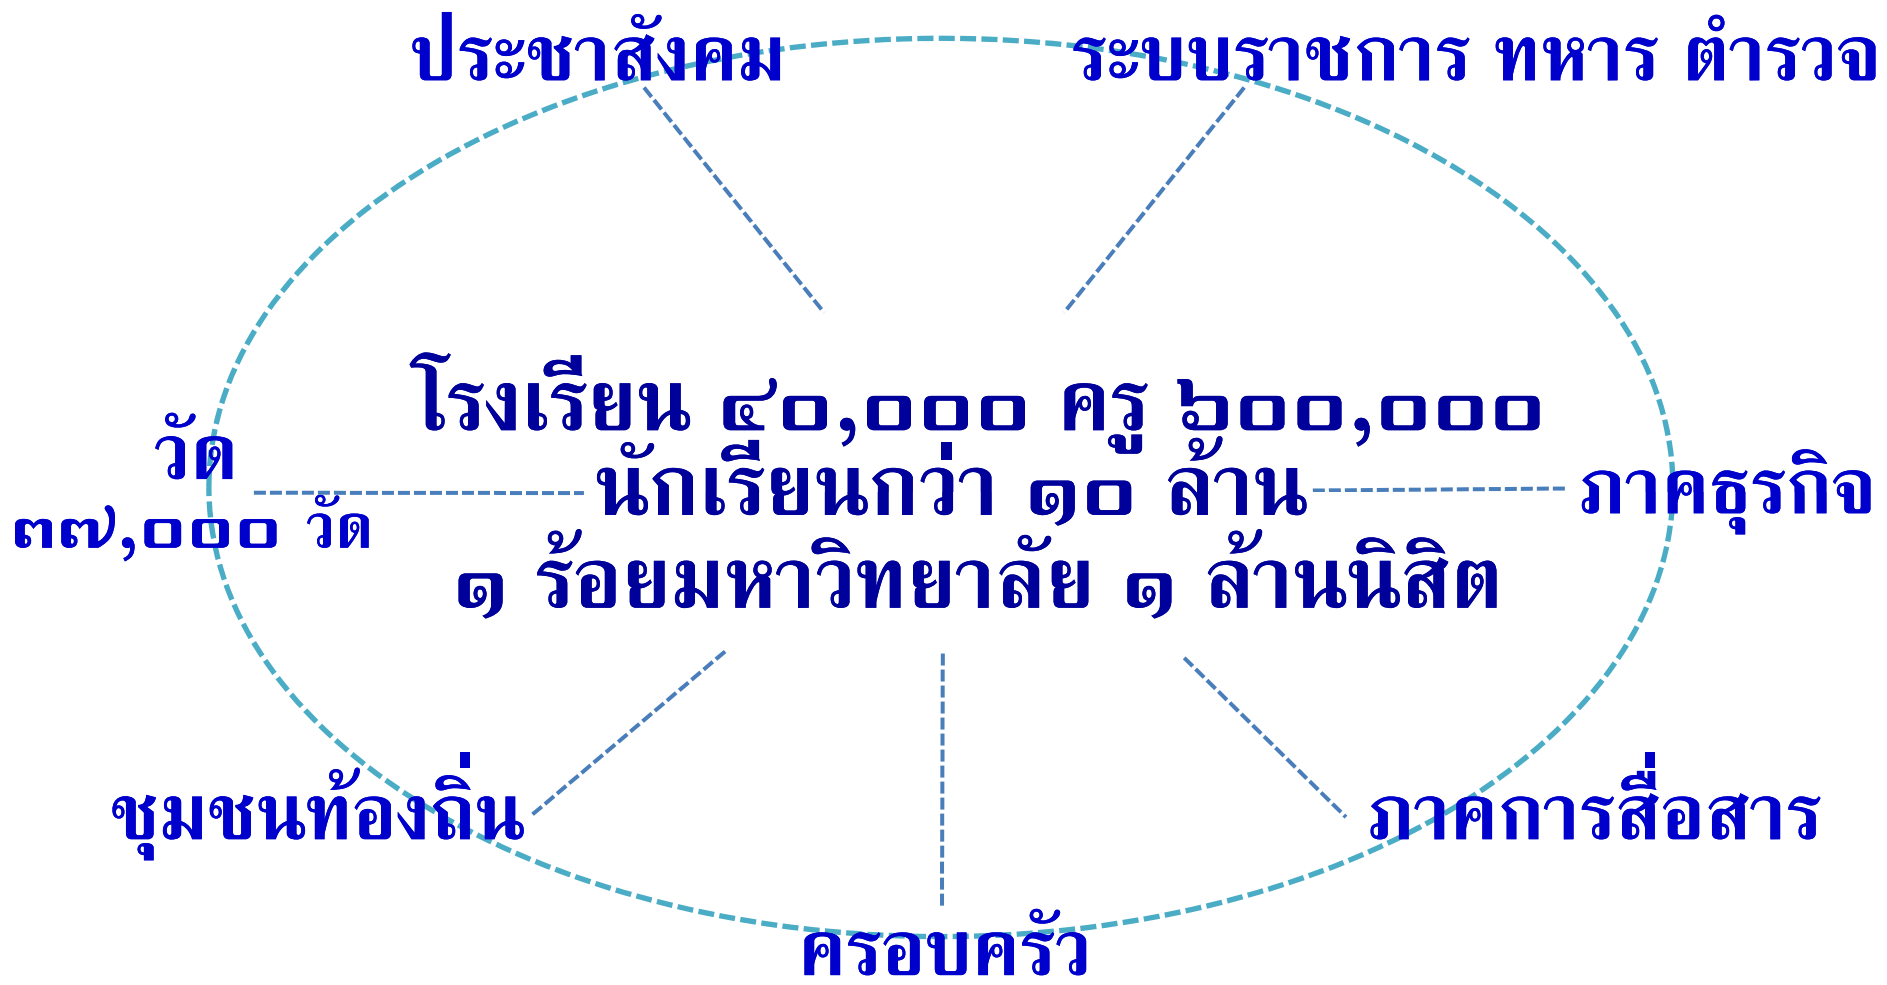 ประชาสังคม
ระบบราชการ ทหาร ตำรวจ
โรงเรียน ๔๐,๐๐๐ ครู ๖๐๐,๐๐๐
นักเรียนกว่า ๑๐ ล้าน
๑ ร้อยมหาวิทยาลัย ๑ ล้านนิสิต
วัด
๓๗,๐๐๐ วัด
ภาคธุรกิจ
ชุมชนท้องถิ่น
ภาคการสื่อสาร
ครอบครัว